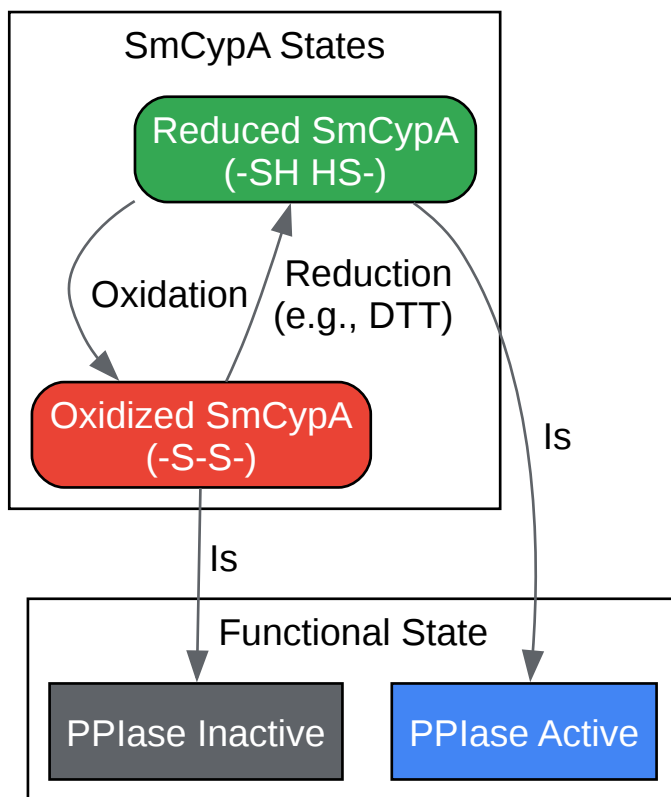 SmCypA States
Reduced SmCypA
(-SH HS-)
Oxidation
Reduction
(e.g., DTT)
Oxidized SmCypA
(-S-S-)
Is
Is
Functional State
PPIase Inactive
PPIase Active